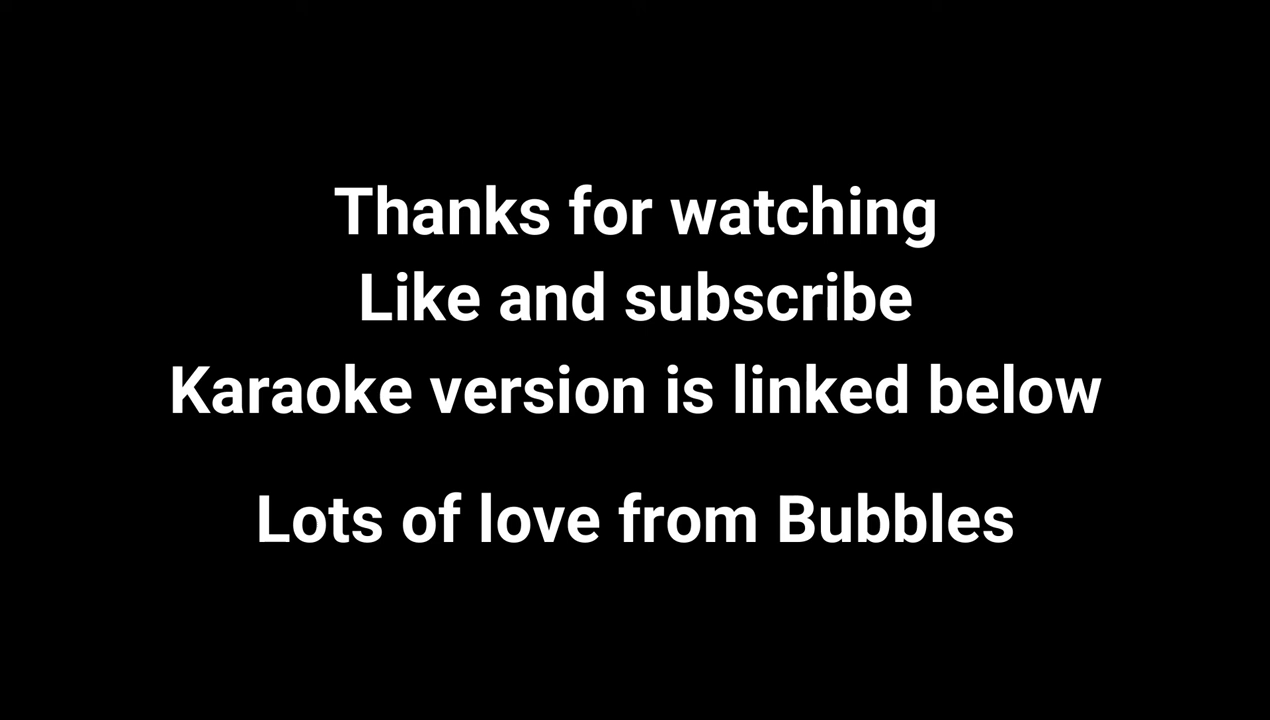 Thanks for watching
Like and subscribe
Karaoke version is linked below
Lots of love from Bubbles